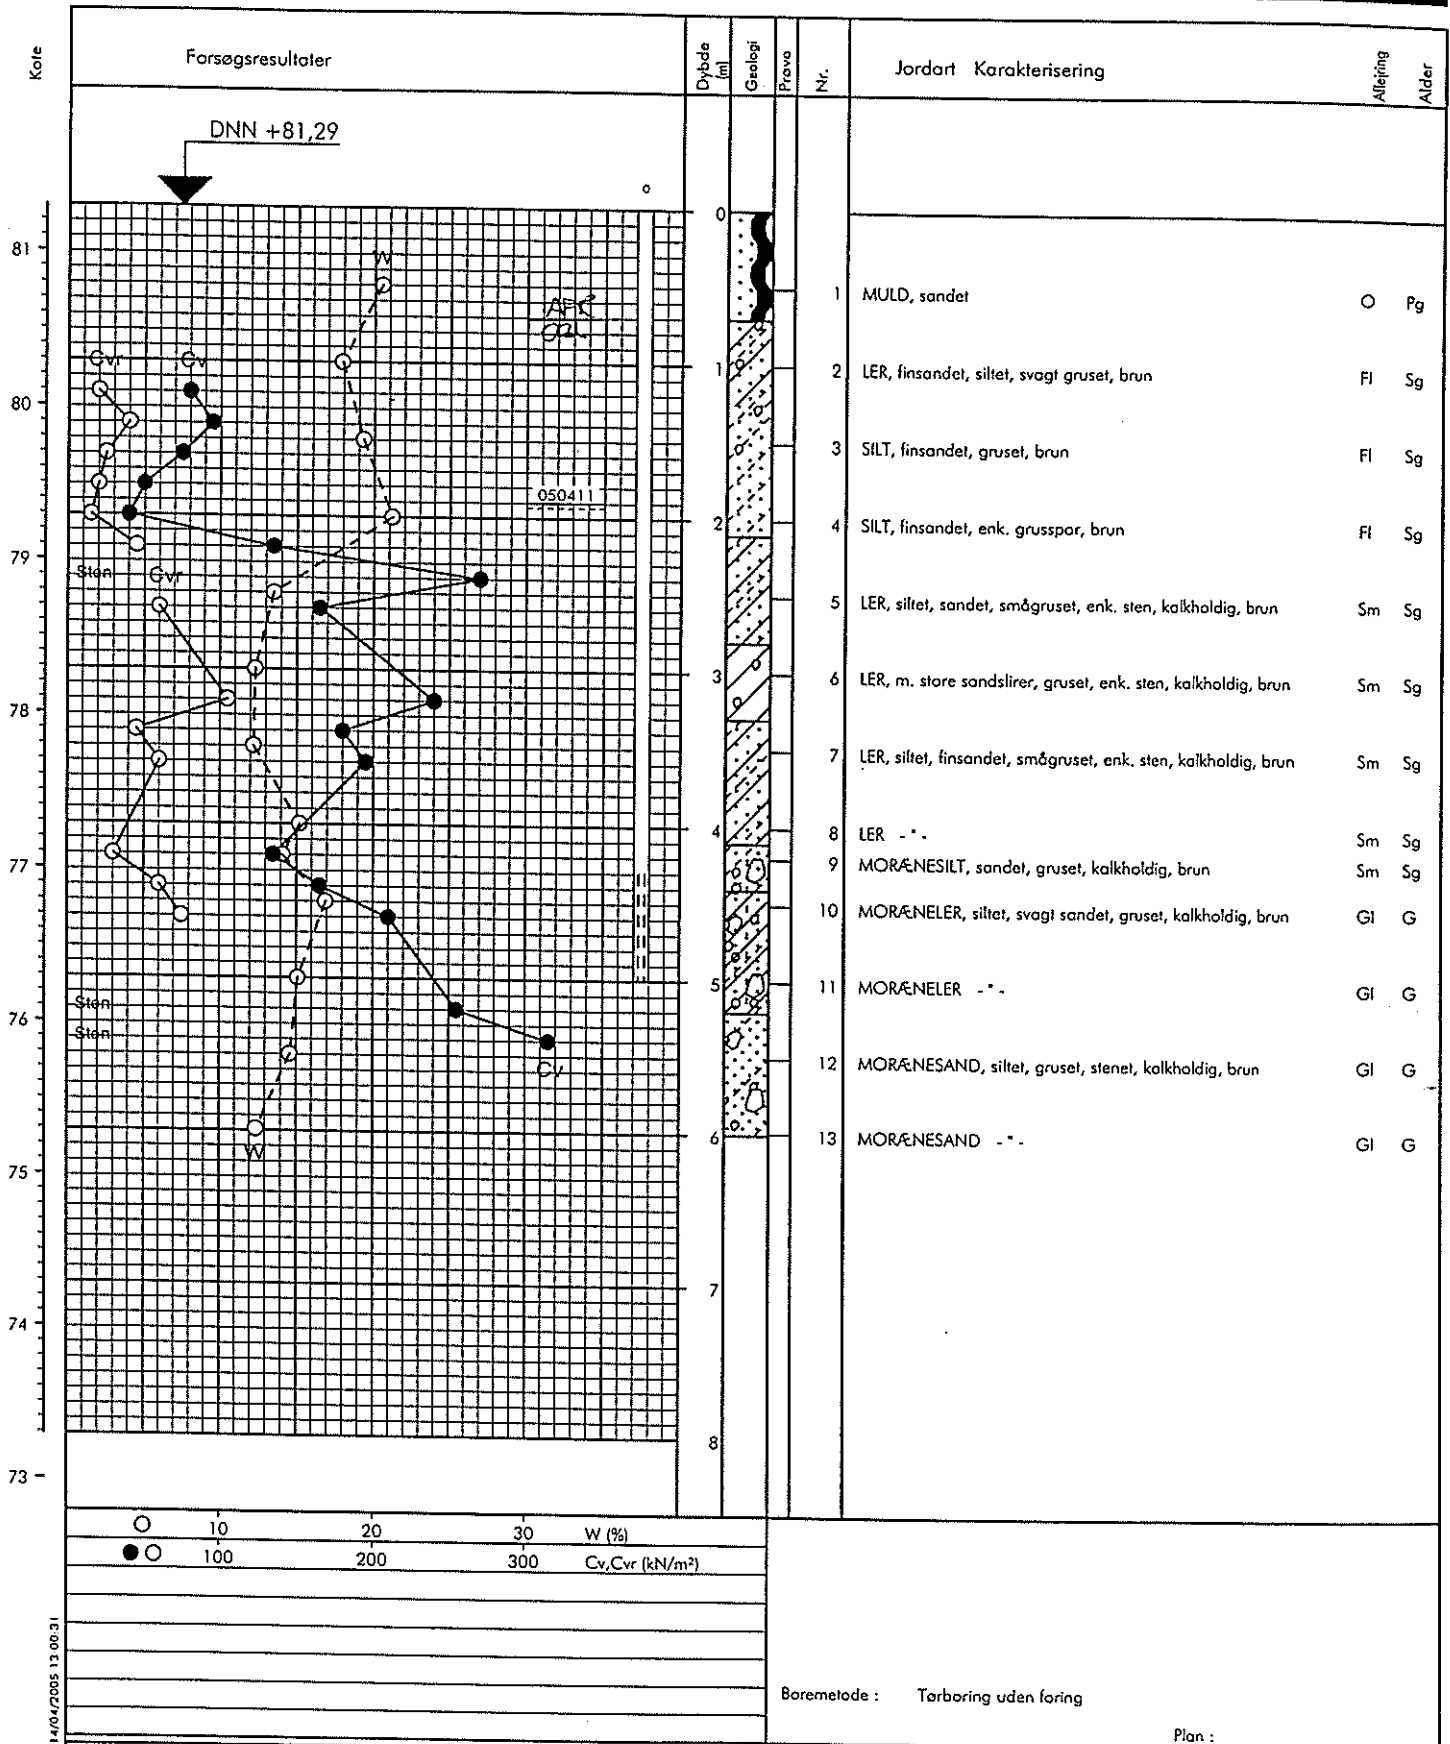 Kote
Forsøgsresultater
Dybde (m)
Geologi
Prøve
Nr.
Jordart Karakterisering
Aflejring
Alder
DNN +81,29
0
81
W
1 MULD, sandet O Pg
Cvr Cv
1
2 LER, finsandet, siltet, svagt gruset, brun Fl Sg
80
3 SILT, finsandet, gruset, brun Fl Sg
050411
2
4 SILT, finsandet, enk. grusspor, brun Fl Sg
79
Sten Cvr
5 LER, siltet, sandet, smågruset, enk. sten, kalkholdig, brun Sm Sg
3
6 LER, m. store sandslirer, gruset, enk. sten, kalkholdig, brun Sm Sg
78
7 LER, siltet, finsandet, smågruset, enk. sten, kalkholdig, brun Sm Sg
4
8 LER -"- Sm Sg
77
9 MORÆNESILT, sandet, gruset, kalkholdig, brun Sm Sg
10 MORÆNELER, siltet, svagt sandet, gruset, kalkholdig, brun Gl G
5
11 MORÆNELER -"- Gl G
Sten
76
Sten
Cv
12 MORÆNESAND, siltet, gruset, stenet, kalkholdig, brun Gl G
W
6
13 MORÆNESAND -"- Gl G
75
7
74
8
73
10 20 30 W (%)
100 200 300 Cv,Cvr (kN/m²)
14/04/2005 13:00:31
Boremetode : Tørboring uden foring
Plan :